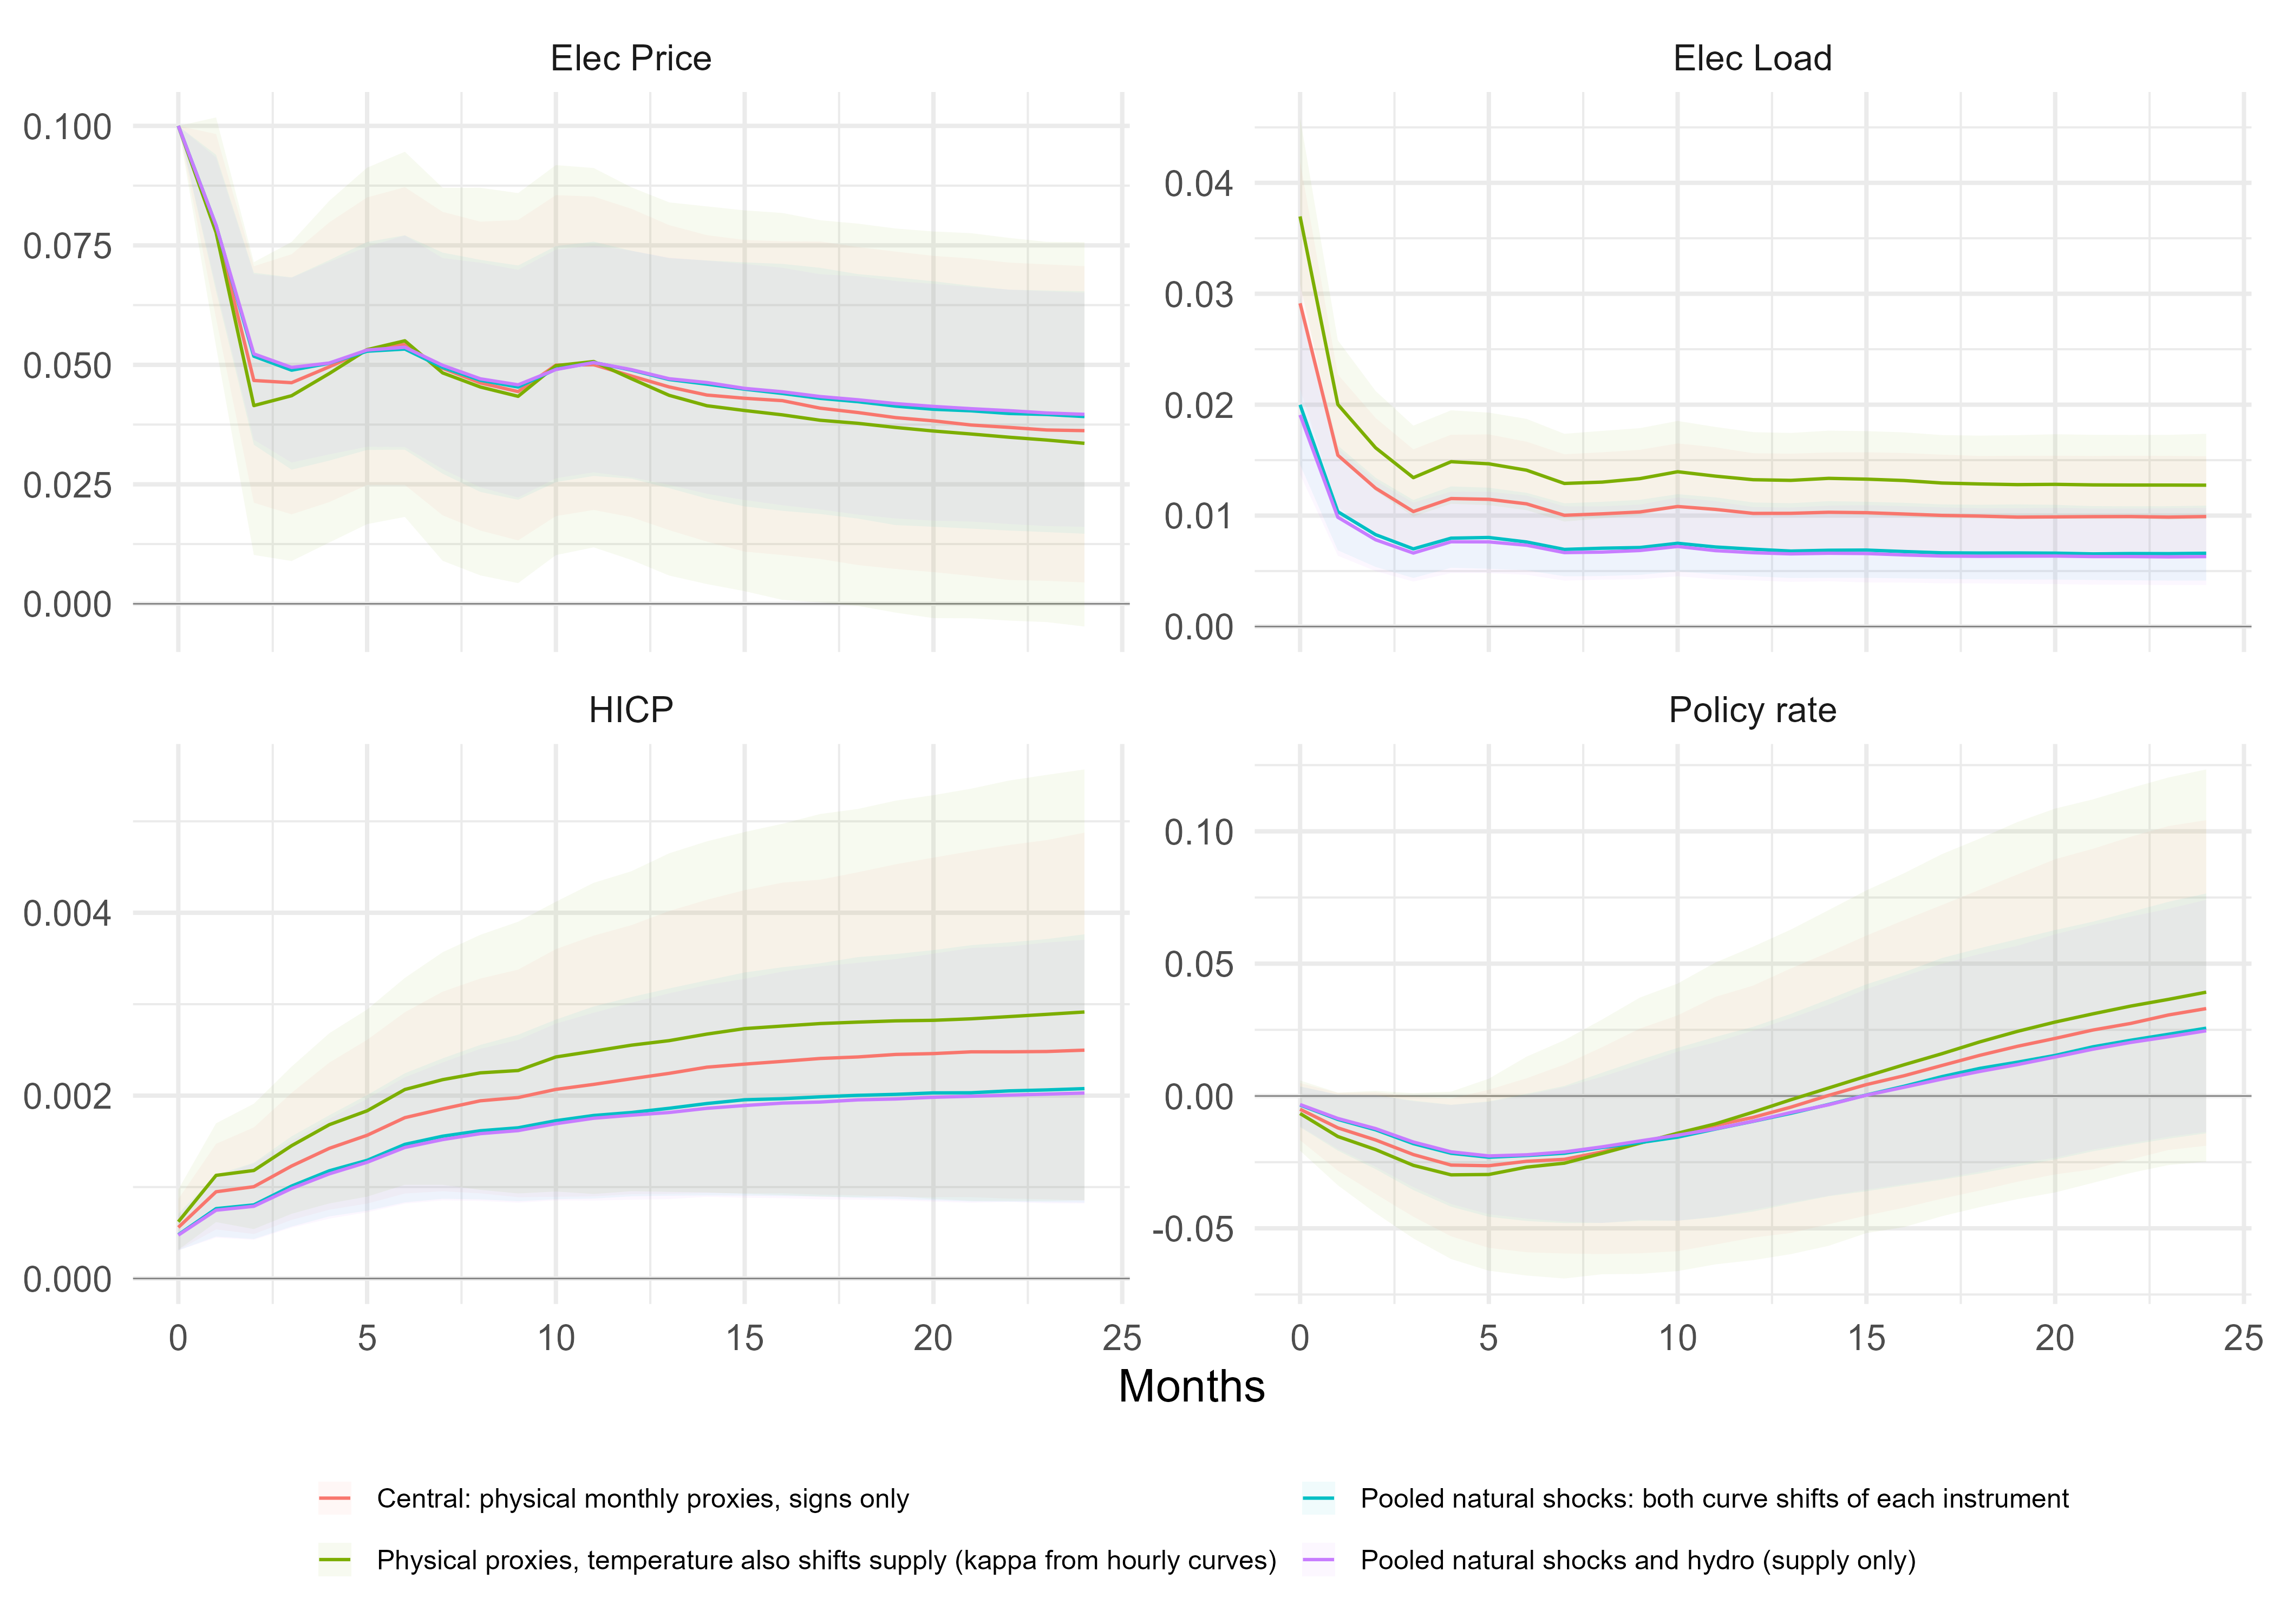 Elec Price
Elec Load
0.100
0.075
0.050
0.025
0.000
0.04
0.03
0.02
0.01
0.00
HICP
Policy rate
0.004
0.002
0.000
0.10
0.05
0.00
-0.05
0 5 10 15 20 25
0 5 10 15 20 25
Months
Central: physical monthly proxies, signs only
Pooled natural shocks: both curve shifts of each instrument
Physical proxies, temperature also shifts supply (kappa from hourly curves)
Pooled natural shocks and hydro (supply only)